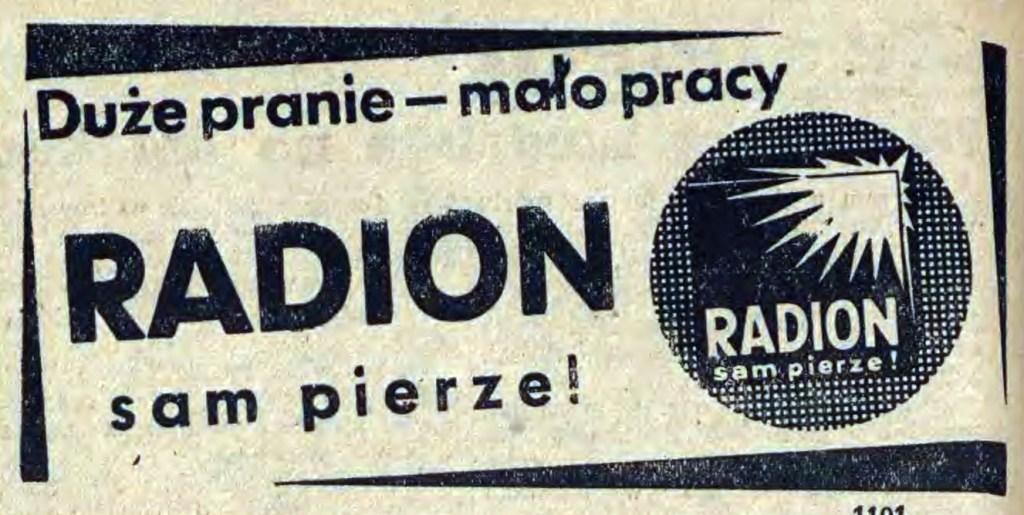 Duże pranie – mało pracy
RADION
sam pierze!
RADION
sam pierze!
1101